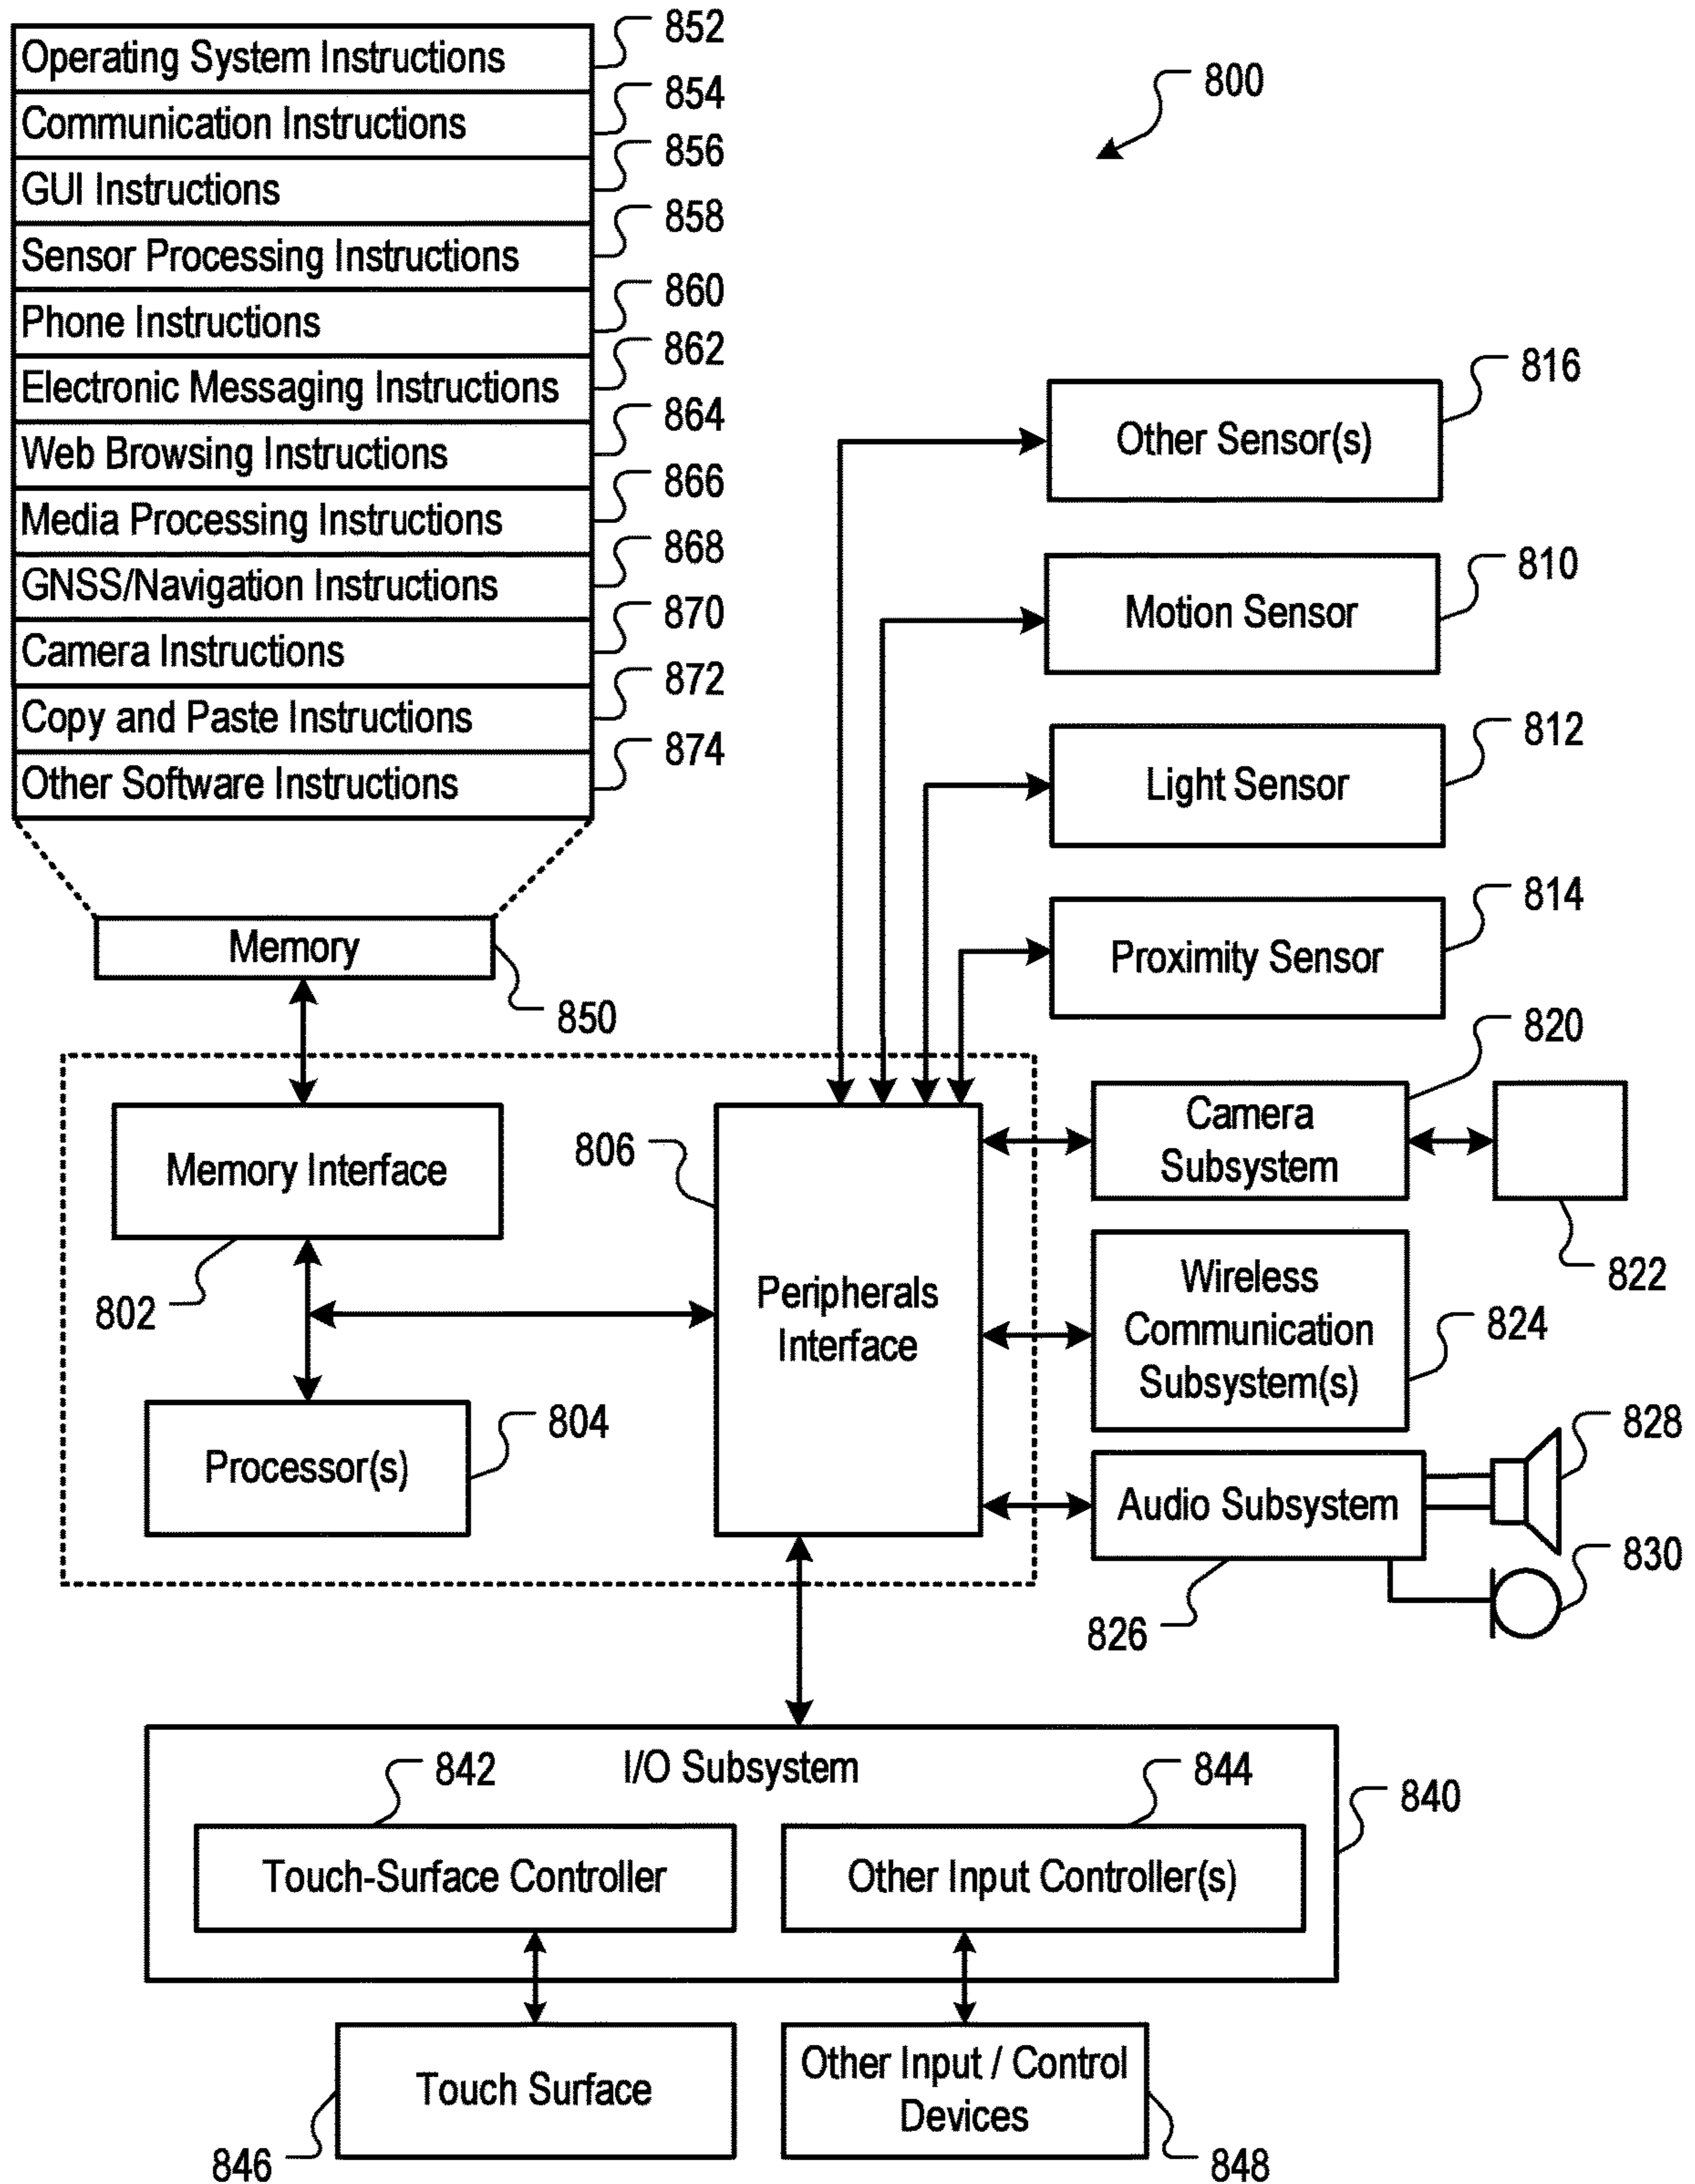 Operating System Instructions 852
Communication Instructions 854
GUI Instructions 856
Sensor Processing Instructions 858
Phone Instructions 860
Electronic Messaging Instructions 862
Web Browsing Instructions 864
Media Processing Instructions 866
GNSS/Navigation Instructions 868
Camera Instructions 870
Copy and Paste Instructions 872
Other Software Instructions 874
800
Other Sensor(s) 816
Motion Sensor 810
Light Sensor 812
Proximity Sensor 814
Memory 850
Memory Interface 802
Processor(s) 804
806
Peripherals
Interface
820
Camera
Subsystem
822
Wireless
Communication
Subsystem(s)
824
Audio Subsystem
826
828
830
I/O Subsystem
840
842
Touch-Surface Controller
844
Other Input Controller(s)
Touch Surface
846
Other Input / Control
Devices
848